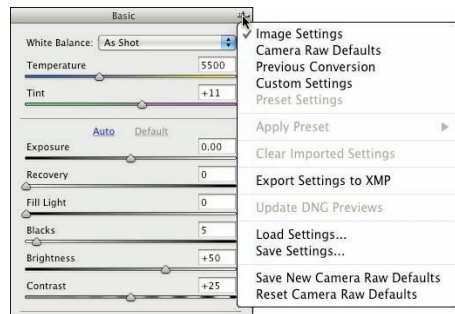 Basic
White Balance: As Shot
Temperature 5500
Tint +11
Auto Default
Exposure 0.00
Recovery 0
Fill Light 0
Blacks 5
Brightness +50
Contrast +25
✓ Image Settings
Camera Raw Defaults
Previous Conversion
Custom Settings
Preset Settings
Apply Preset
Clear Imported Settings
Export Settings to XMP
Update DNG Previews
Load Settings...
Save Settings...
Save New Camera Raw Defaults
Reset Camera Raw Defaults